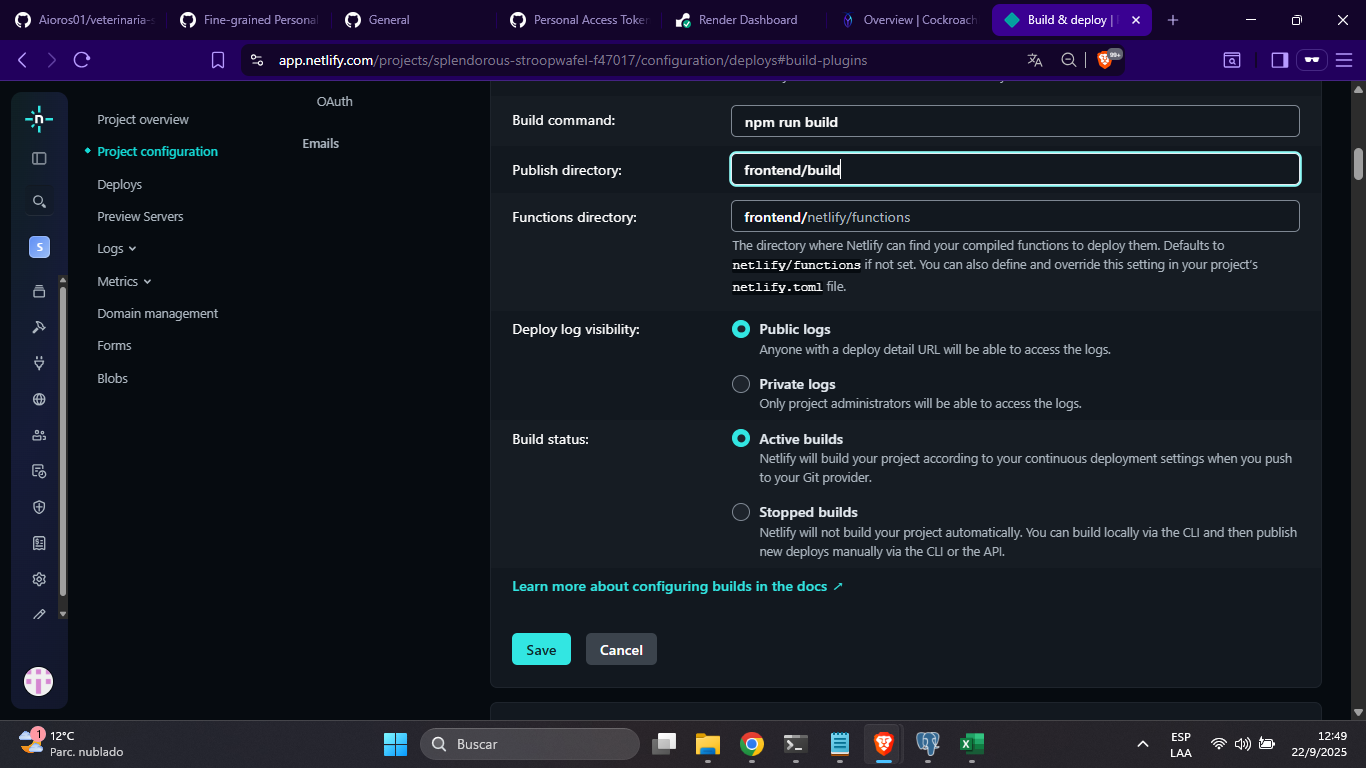 Aioros01/veterinaria-s
Fine-grained Personal
General
Personal Access Token
Render Dashboard
Overview | Cockroach
Build & deploy |
app.netlify.com/projects/splendorous-stroopwafel-f47017/configuration/deploys#build-plugins
99+
n
Project overview
Project configuration
Deploys
Preview Servers
Logs
Metrics
Domain management
Forms
Blobs
S
OAuth
Emails
Build command:
npm run build
Publish directory:
frontend/build
Functions directory:
frontend/netlify/functions
The directory where Netlify can find your compiled functions to deploy them. Defaults to
netlify/functions if not set. You can also define and override this setting in your project's
netlify.toml file.
Deploy log visibility:
Public logs
Anyone with a deploy detail URL will be able to access the logs.
Private logs
Only project administrators will be able to access the logs.
Build status:
Active builds
Netlify will build your project according to your continuous deployment settings when you push
to your Git provider.
Stopped builds
Netlify will not build your project automatically. You can build locally via the CLI and then publish
new deploys manually via the CLI or the API.
Learn more about configuring builds in the docs ↗
Save
Cancel
1
12°C
Parc. nublado
Buscar
ESP
LAA
12:49
22/9/2025